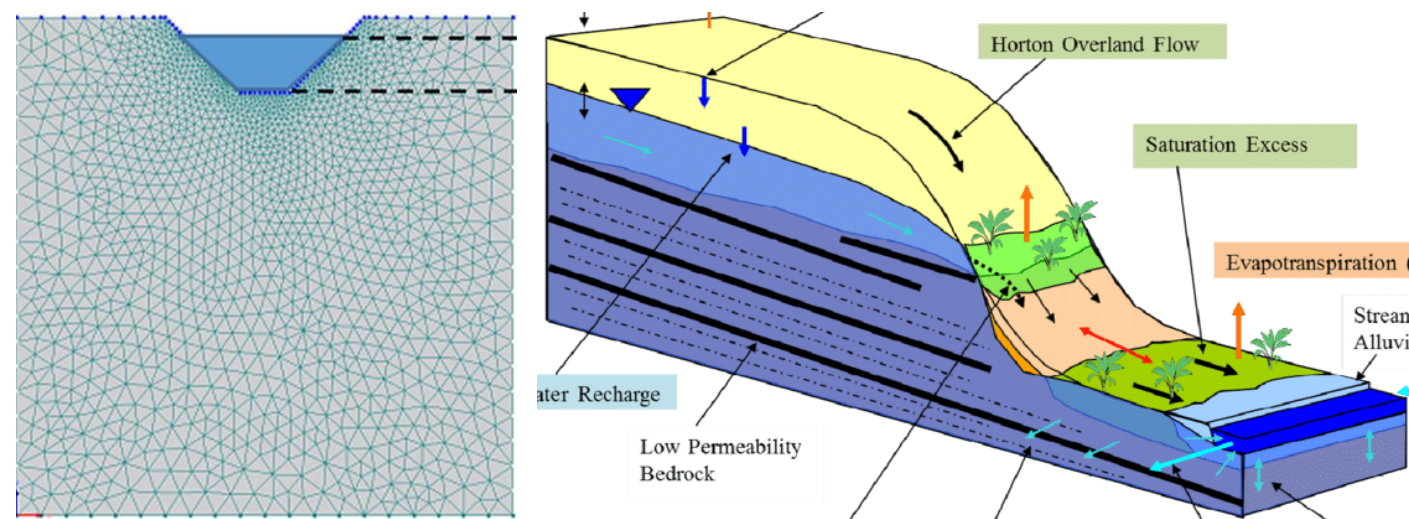 Horton Overland Flow
Saturation Excess
Evapotranspiration (
Stream
Alluvi
ater Recharge
Low Permeability
Bedrock